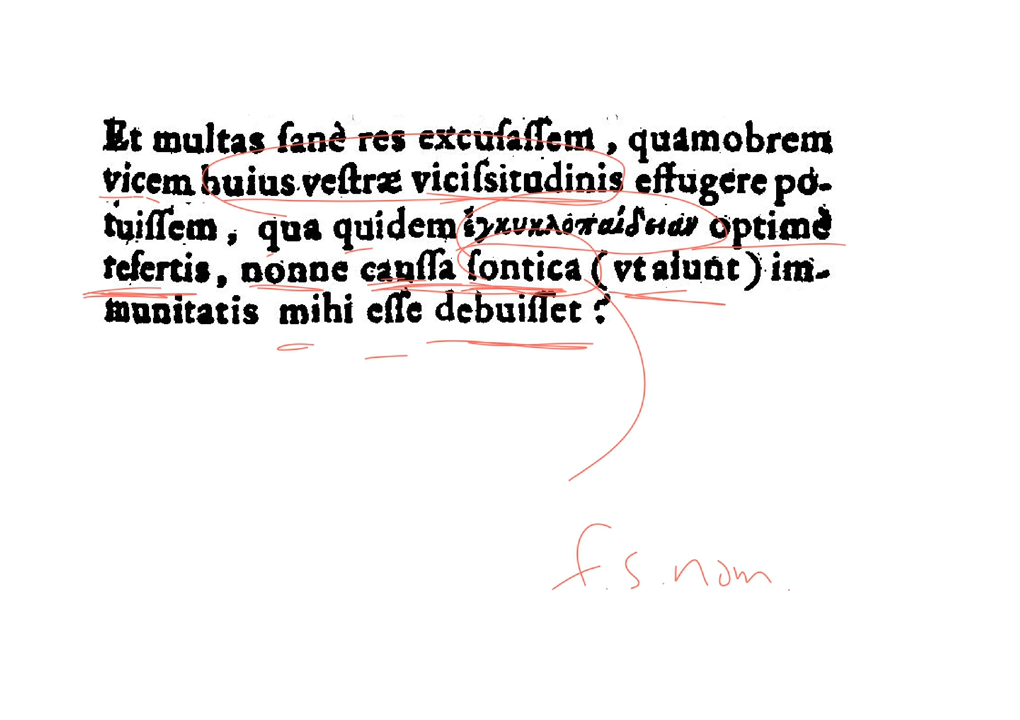 Et multas ſanè res excuſaſſem, quamobrem
vicem huius veſtræ viciſsitudinis effugere po-
tuiſſem, qua quidem ἐγκυκλοπαίδειαν optimè
refertis, nonne cauſſa ſontica (vt aiunt) im-
munitatis mihi eſſe debuiſſet?
f. s. nom.